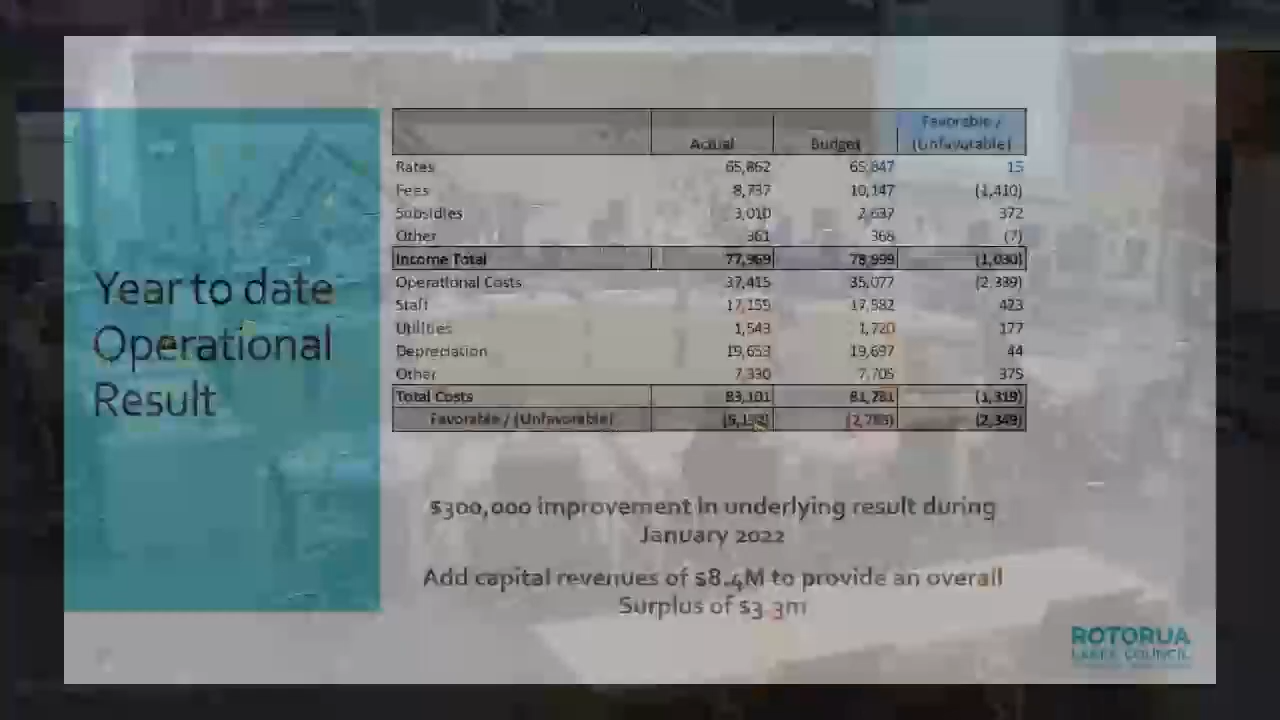 Year to date
Operational
Result
Actual Budget Favorable / (Unfavorable)
Rates 65,862 65,847 15
Fees 8,737 10,147 (1,410)
Subsidies 3,010 2,637 372
Other 361 368 (7)
Income Total 77,969 78,999 (1,030)
Operational Costs 37,415 35,077 (2,339)
Staff 17,159 17,582 423
Utilities 1,543 1,720 177
Depreciation 19,653 19,697 44
Other 7,330 7,705 375
Total Costs 83,101 81,781 (1,319)
Favorable / (Unfavorable) (5,132) (2,783) (2,349)
$300,000 improvement in underlying result during
January 2022
Add capital revenues of $8.4M to provide an overall
Surplus of $3.3m
ROTORUA
LAKES COUNCIL